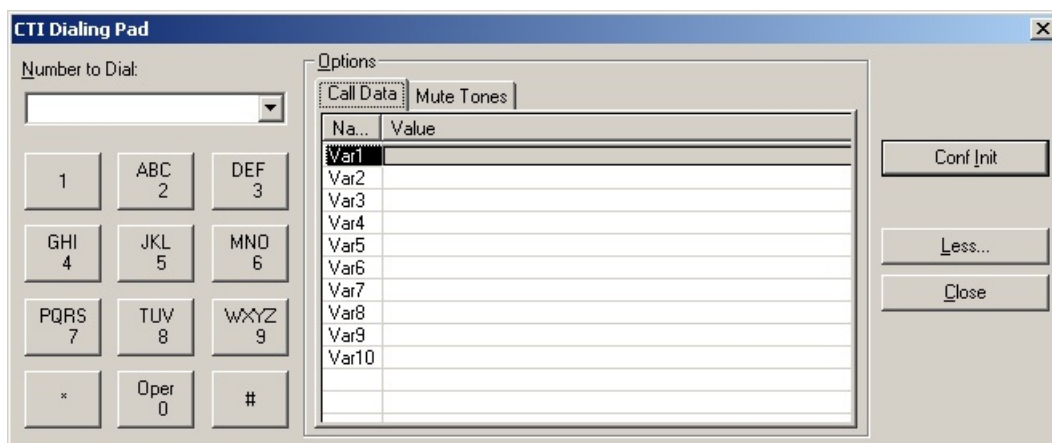 CTI Dialing Pad
Number to Dial:
1
ABC
2
DEF
3
GHI
4
JKL
5
MNO
6
PQRS
7
TUV
8
WXYZ
9
*
Oper
0
#
Options
Call Data Mute Tones
Na... Value
Var1
Var2
Var3
Var4
Var5
Var6
Var7
Var8
Var9
Var10
Conf Init
Less...
Close